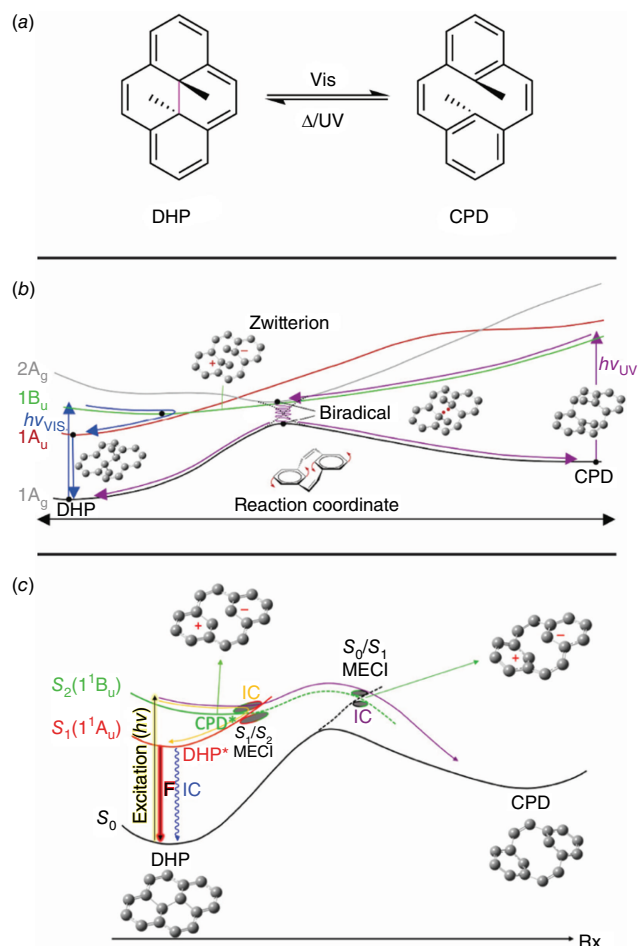 (a)
Vis
Δ/UV
DHP
CPD
(b)
Zwitterion
2Ag
1Bu
hνVIS.
1Au
Biradical
hνUV
1Ag
DHP
Reaction coordinate
CPD
(c)
+
−
S0/S1
MECI
+
−
S2(1¹Bu)
IC
CPD*
IC
S1(1¹Au)
S1/S2
MECI
DHP*
Excitation (hν)
F
IC
S0
CPD
DHP
Rx